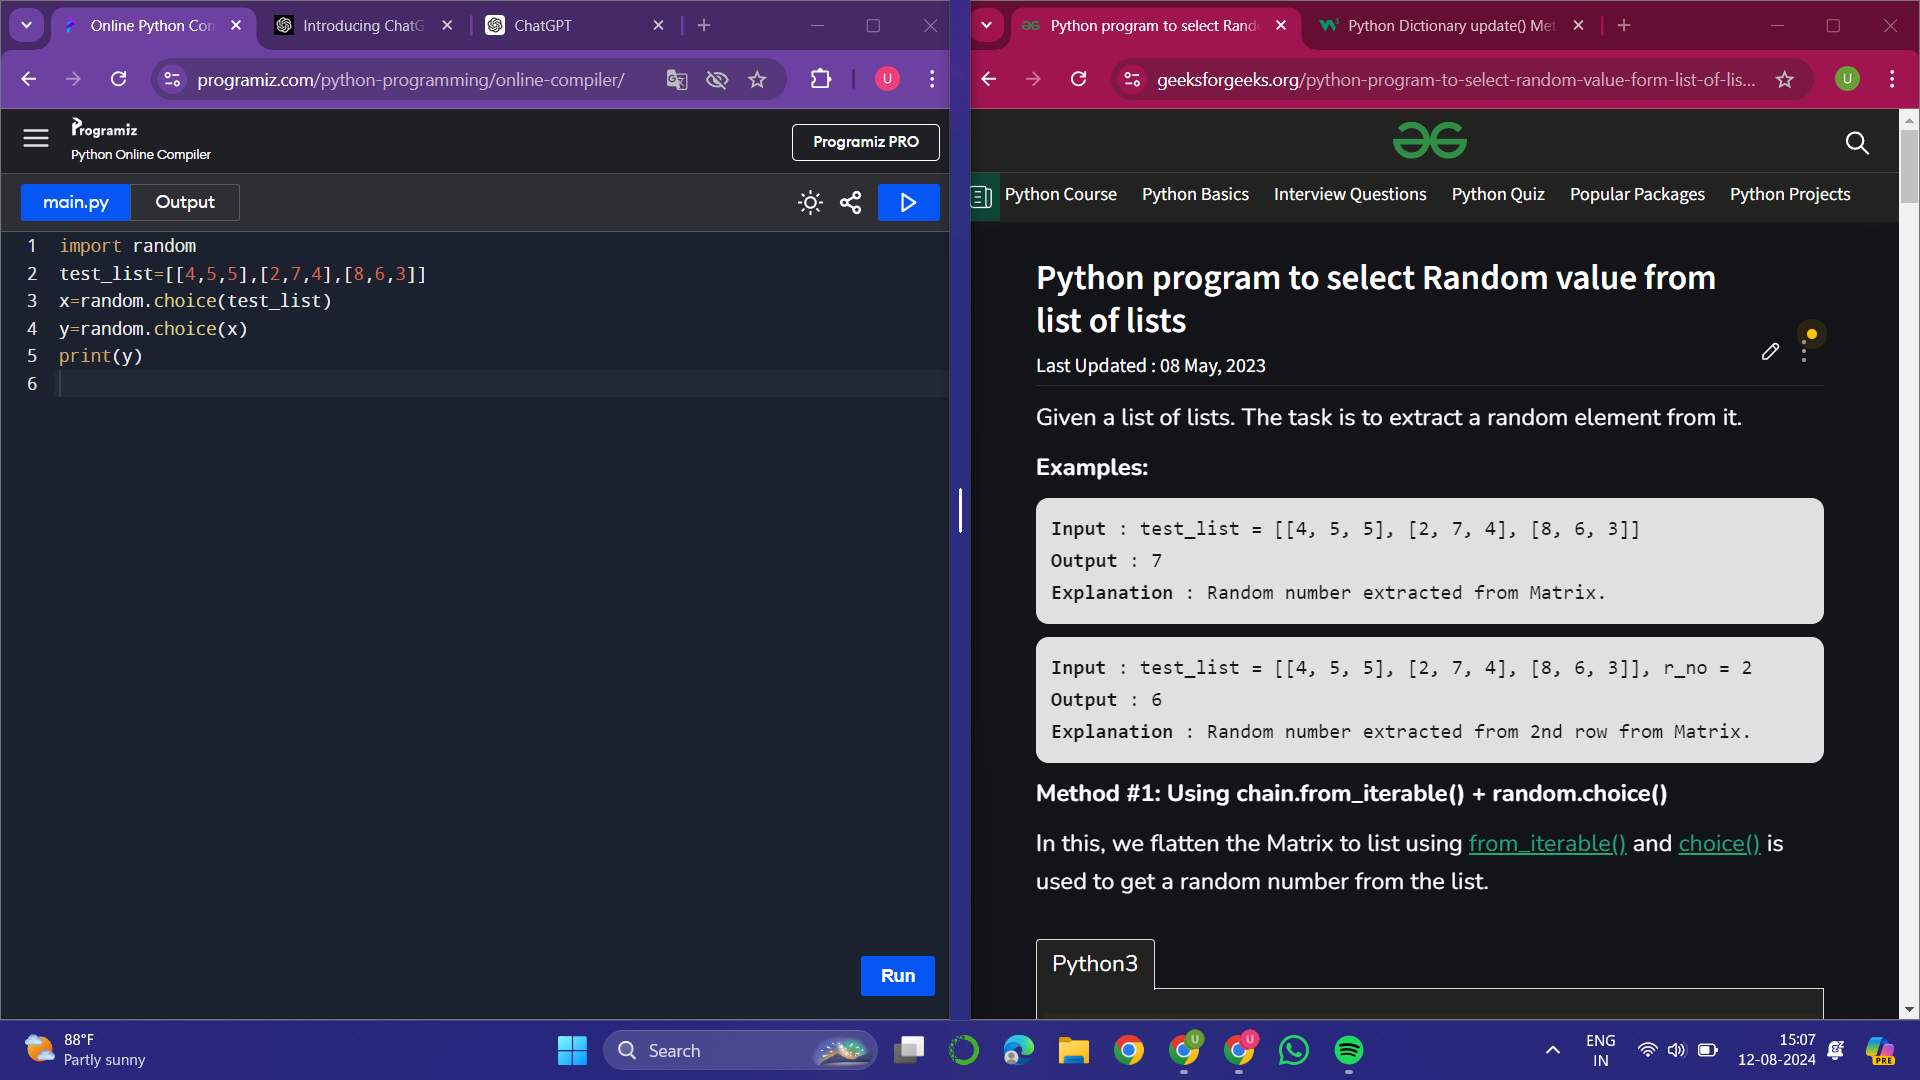 Online Python Con
Introducing ChatG
ChatGPT
programiz.com/python-programming/online-compiler/
U
Programiz
Python Online Compiler
Programiz PRO
main.py
Output
1 import random
2 test_list=[[4,5,5],[2,7,4],[8,6,3]]
3 x=random.choice(test_list)
4 y=random.choice(x)
5 print(y)
6
Run
Python program to select Rand
Python Dictionary update() Met
geeksforgeeks.org/python-program-to-select-random-value-form-list-of-lis...
U
Python Course Python Basics Interview Questions Python Quiz Popular Packages Python Projects
Python program to select Random value from
list of lists
Last Updated : 08 May, 2023
Given a list of lists. The task is to extract a random element from it.
Examples:
Input : test_list = [[4, 5, 5], [2, 7, 4], [8, 6, 3]]
Output : 7
Explanation : Random number extracted from Matrix.
Input : test_list = [[4, 5, 5], [2, 7, 4], [8, 6, 3]], r_no = 2
Output : 6
Explanation : Random number extracted from 2nd row from Matrix.
Method #1: Using chain.from_iterable() + random.choice()
In this, we flatten the Matrix to list using from_iterable() and choice() is
used to get a random number from the list.
Python3
88°F
Partly sunny
Search
U
U
ENG
IN
15:07
12-08-2024
PRE